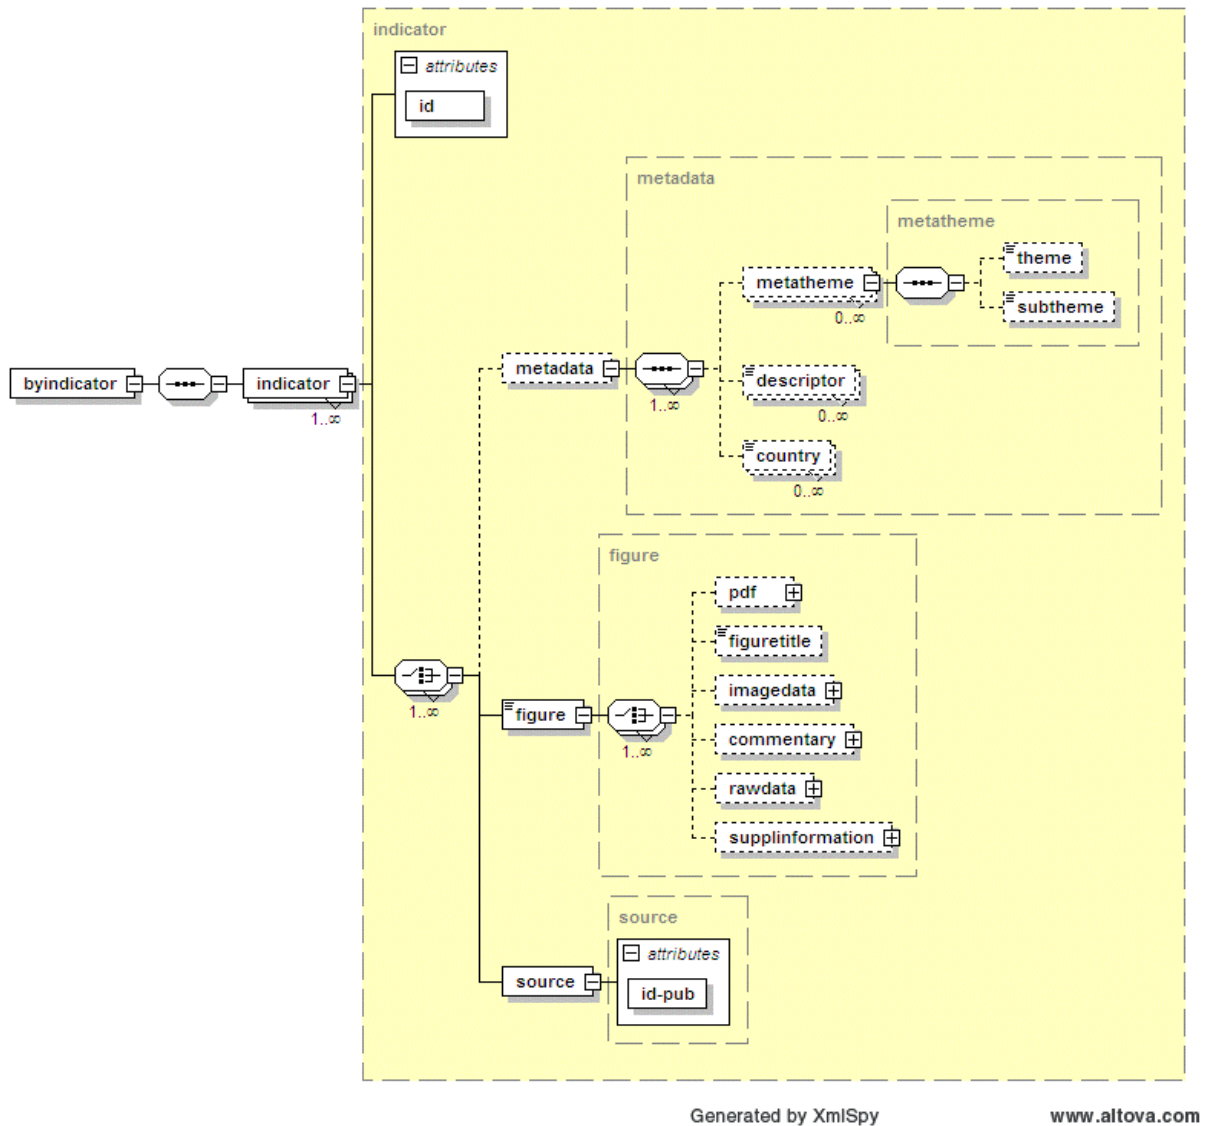 indicator
attributes
id
metadata
metatheme
theme
metatheme
subtheme
0..∞
metadata
byindicator
indicator
descriptor
1..∞
1..∞
0..∞
country
0..∞
figure
pdf
figuretitle
imagedata
1..∞
figure
commentary
1..∞
rawdata
supplinformation
source
attributes
source
id-pub
Generated by XmlSpy
www.altova.com